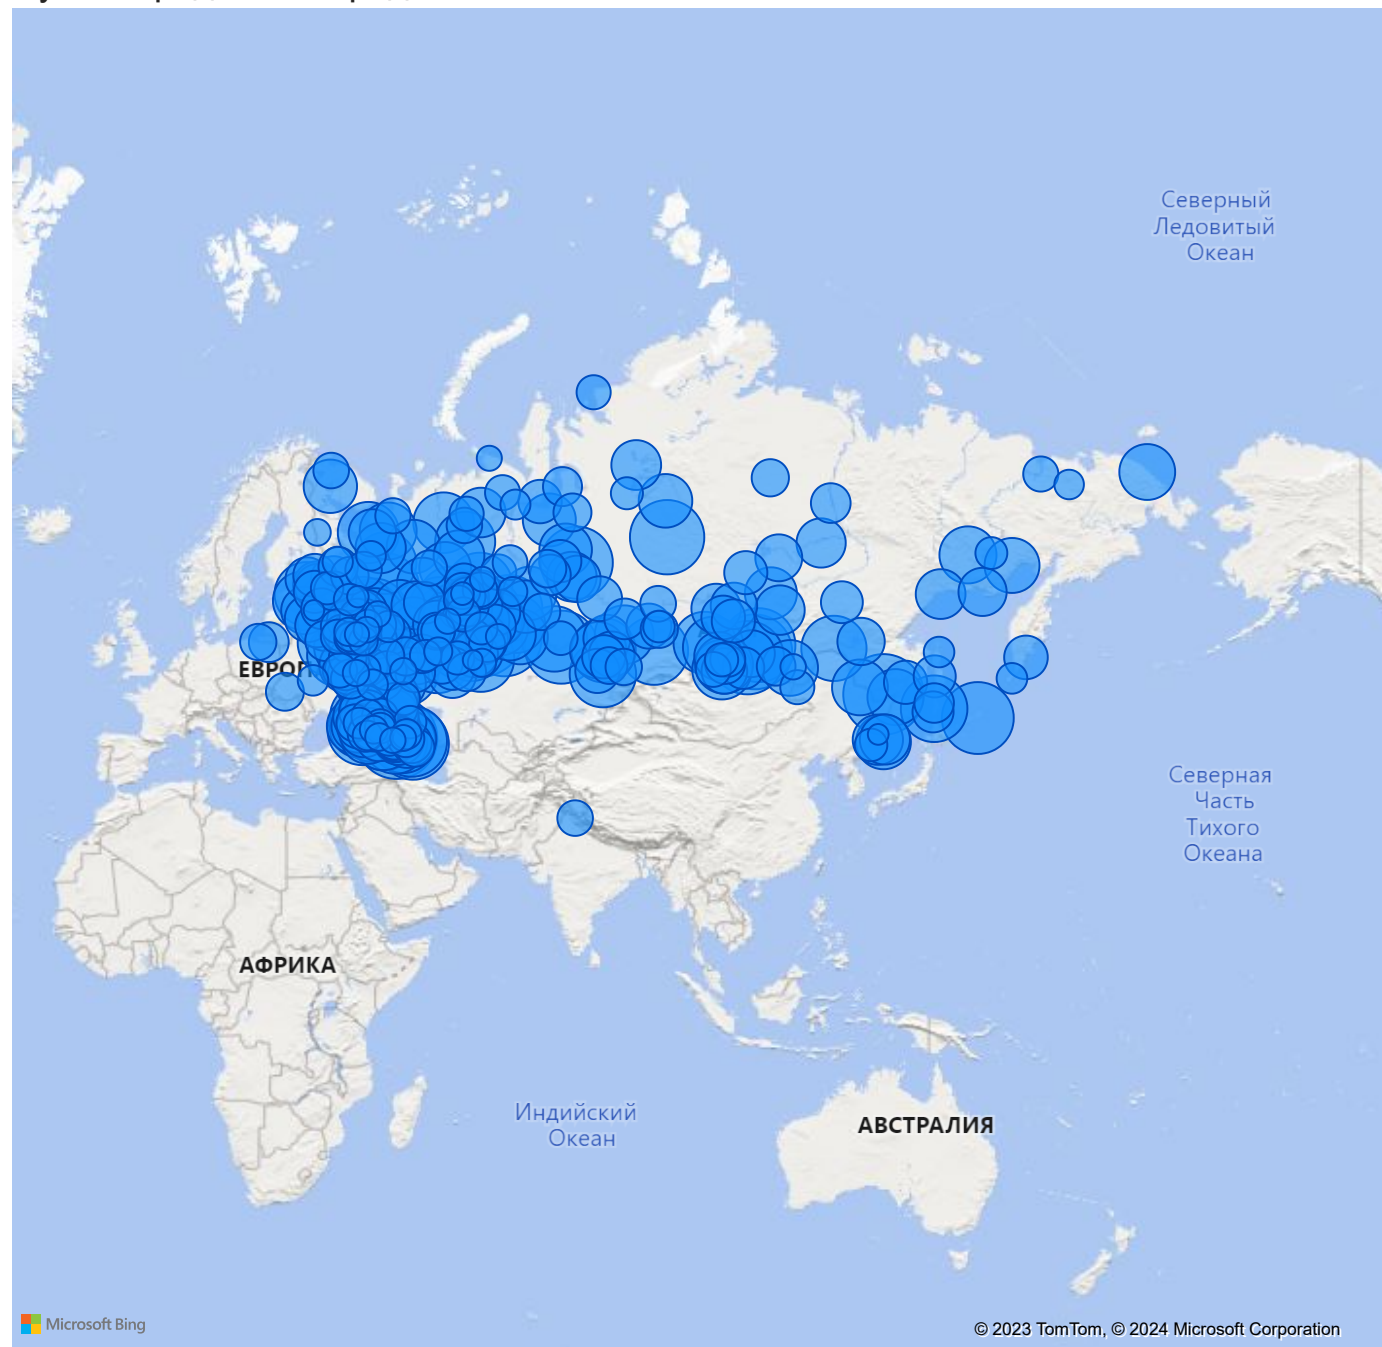 Северный
Ледовитый
Океан
ЕВРОП
Северная
Часть
Тихого
Океана
АФРИКА
Индийский
Океан
АВСТРАЛИЯ
Microsoft Bing
© 2023 TomTom, © 2024 Microsoft Corporation